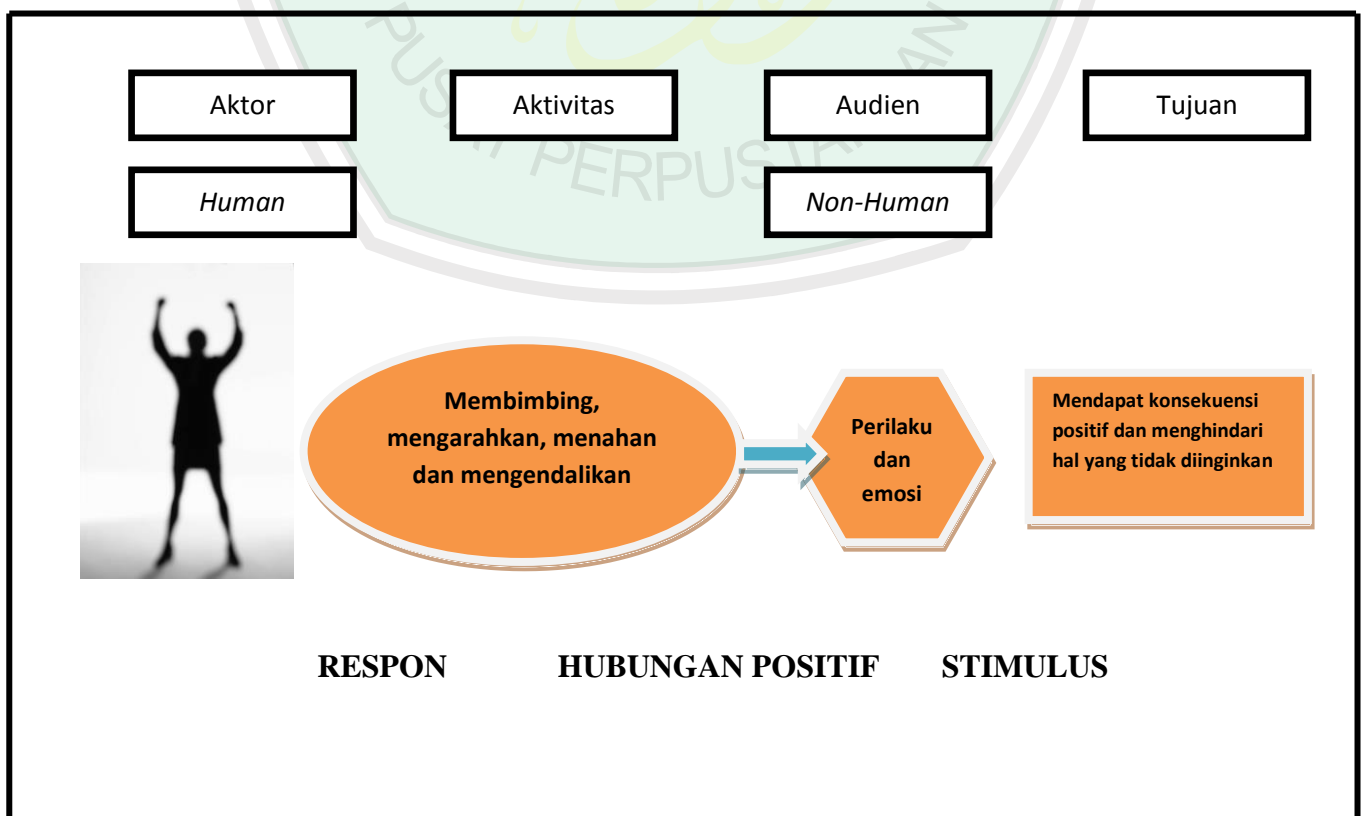 Aktor
Aktivitas
Audien
Tujuan
Human
Non-Human
Membimbing,
mengarahkan, menahan
dan mengendalikan
Perilaku
dan
emosi
Mendapat konsekuensi
positif dan menghindari
hal yang tidak diinginkan
RESPON HUBUNGAN POSITIF STIMULUS